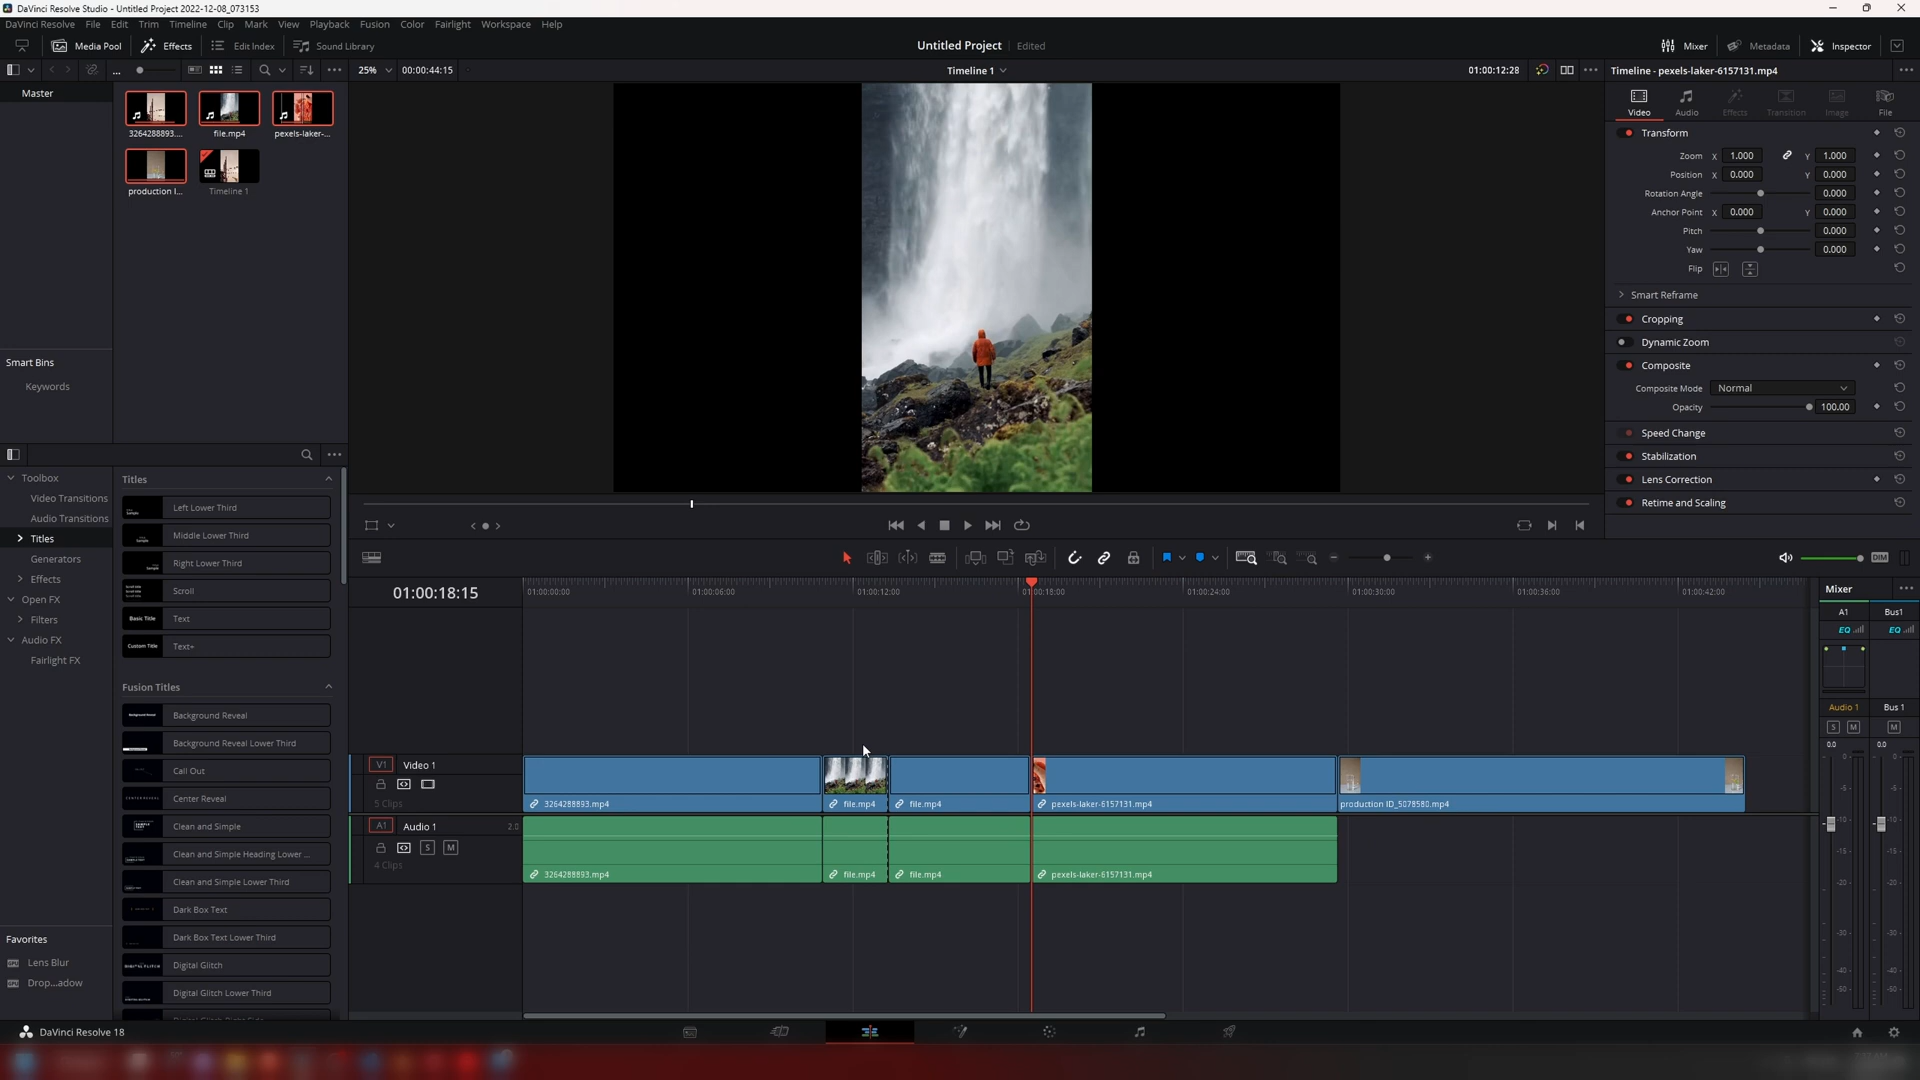 DaVinci Resolve Studio - Untitled Project 2022-12-08_073153
DaVinci Resolve File Edit Trim Timeline Clip Mark View Playback Fusion Color Fairlight Workspace Help
Media Pool Effects Edit Index Sound Library Untitled Project Edited Mixer Metadata Inspector
25% 00:00:44:15 Timeline 1 01:00:12:28 Timeline - pexels-laker-6157131.mp4
Master
3264288893.... file.mp4 pexels-laker-...
production I... Timeline 1
Video Audio Effects Transition Image File
Transform
Zoom X 1.000 Y 1.000
Position X 0.000 Y 0.000
Rotation Angle 0.000
Anchor Point X 0.000 Y 0.000
Pitch 0.000
Yaw 0.000
Flip
Smart Reframe
Cropping
Dynamic Zoom
Composite
Composite Mode Normal
Opacity 100.00
Speed Change
Stabilization
Lens Correction
Retime and Scaling
Smart Bins
Keywords
Toolbox
Video Transitions
Audio Transitions
Titles
Generators
Effects
Open FX
Filters
Audio FX
Fairlight FX
Favorites
Lens Blur
Drop...adow
Titles
Left Lower Third
Middle Lower Third
Right Lower Third
Scroll
Basic Title Text
Custom Title Text+
Fusion Titles
Background Reveal
Background Reveal Lower Third
Call Out
Center Reveal
Clean and Simple
Clean and Simple Heading Lower ...
Clean and Simple Lower Third
Dark Box Text
Dark Box Text Lower Third
Digital Glitch
Digital Glitch Lower Third
DIM
01:00:18:15 01:00:00:00 01:00:06:00 01:00:12:00 01:00:18:00 01:00:24:00 01:00:30:00 01:00:36:00 01:00:42:00
V1 Video 1
5 Clips 3264288893.mp4 file.mp4 file.mp4 pexels-laker-6157131.mp4 production ID_5078580.mp4
A1 Audio 1 2.0
S M
4 Clips 3264288893.mp4 file.mp4 file.mp4 pexels-laker-6157131.mp4
Mixer
A1 Bus1
EQ EQ
Audio 1 Bus 1
S M M
0.0 0.0
DaVinci Resolve 18